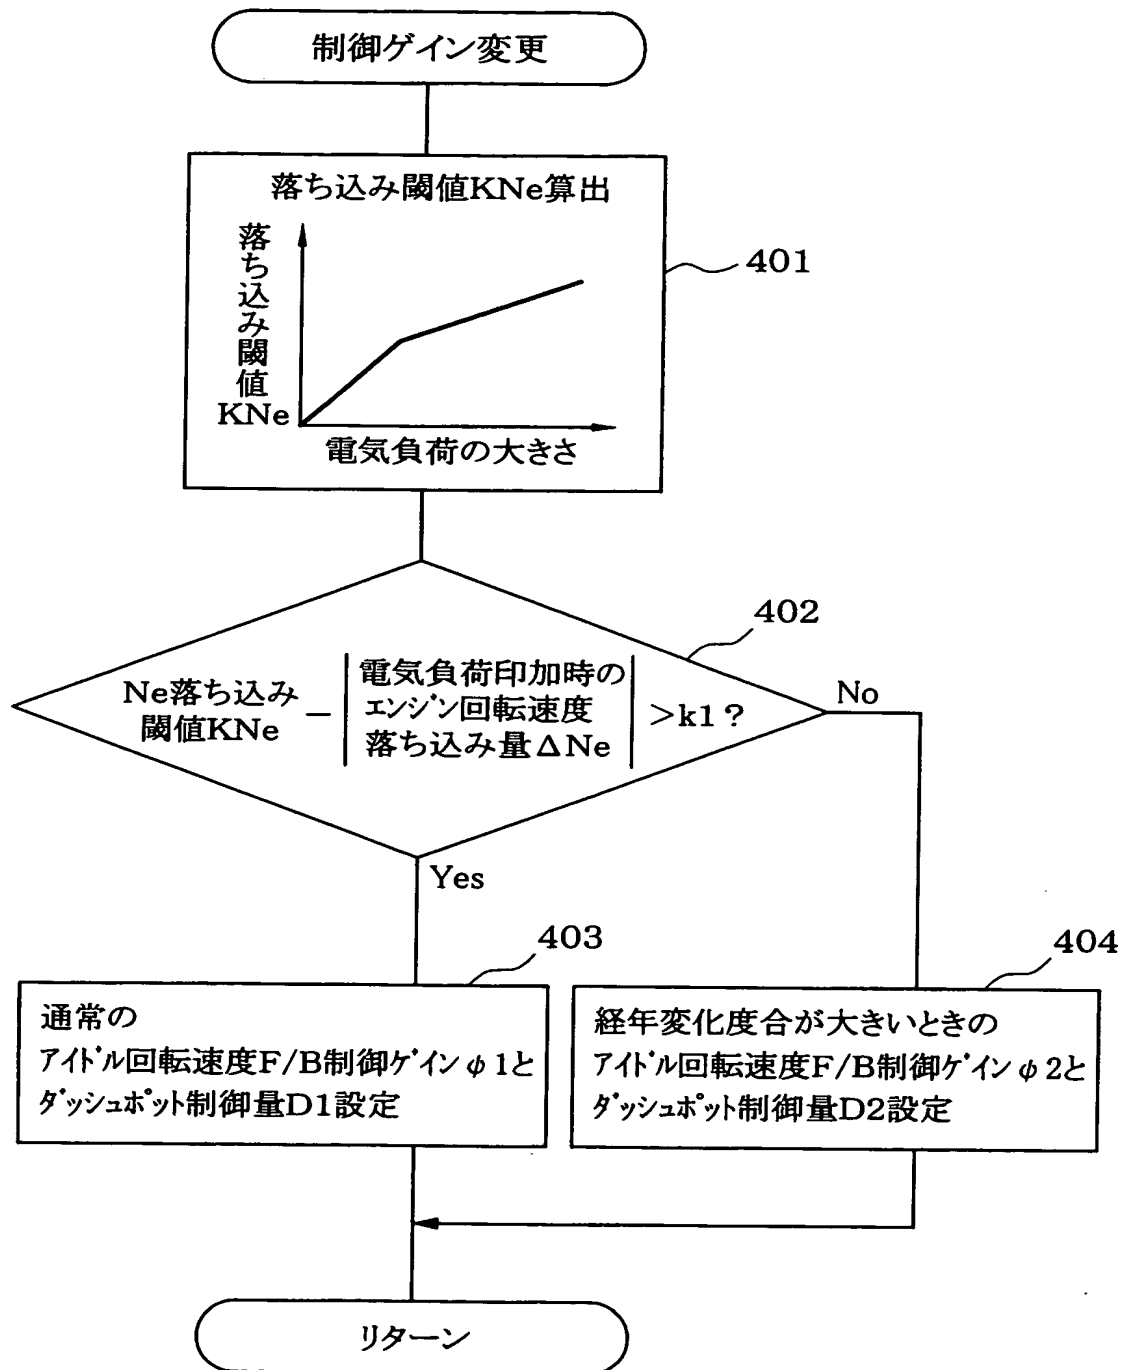 制御ゲイン変更
落ち込み閾値KNe算出
落ち込み閾値
KNe
電気負荷の大きさ
401
402
Ne落ち込み
閾値KNe
−
電気負荷印加時の
エンジン回転速度
落ち込み量ΔNe
>k1?
No
Yes
403
通常の
アイドル回転速度F/B制御ゲインφ1と
ダッシュポット制御量D1設定
404
経年変化度合が大きいときの
アイドル回転速度F/B制御ゲインφ2と
ダッシュポット制御量D2設定
リターン